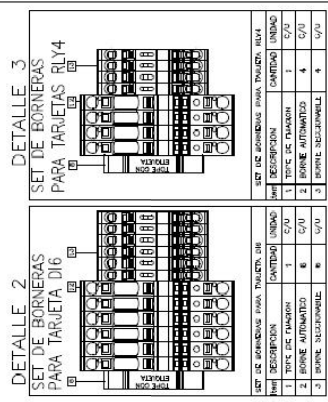 DETALLE 2
SET DE BORNERAS
PARA TARJETA DI6
TOPE CON
ETIQUETA
SET DE BORNERAS PARA TARJETA DI6
Item DESCRIPCION CANTIDAD UNIDAD
1 TOPE DE FIJACION 1 C/U
2 BORNE AUTOMATICO 6 C/U
3 BORNE SECCIONABLE 6 C/U
DETALLE 3
SET DE BORNERAS
PARA TARJETAS RLY4
TOPE CON
ETIQUETA
SET DE BORNERAS PARA TARJETA RLY4
Item DESCRIPCION CANTIDAD UNIDAD
1 TOPE DE FIJACION 1 C/U
2 BORNE AUTOMATICO 4 C/U
3 BORNE SECCIONABLE 4 C/U